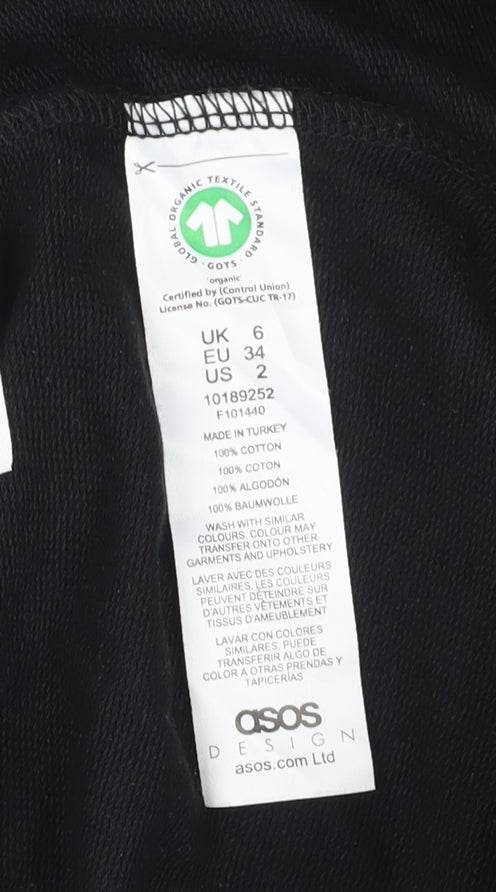 GLOBAL ORGANIC TEXTILE STANDARD · GOTS ·
organic
Certified by (Control Union)
License No. (GOTS-CUC TR-17)
UK 6
EU 34
US 2
10189252
F101440
MADE IN TURKEY
100% COTTON
100% COTON
100% ALGODÓN
100% BAUMWOLLE
WASH WITH SIMILAR
COLOURS, COLOUR MAY
TRANSFER ONTO OTHER
GARMENTS AND UPHOLSTERY
LAVER AVEC DES COULEURS
SIMILAIRES, LES COULEURS
PEUVENT DÉTEINDRE SUR
D'AUTRES VÊTEMENTS ET
TISSUS D'AMEUBLEMENT
LAVAR CON COLORES
SIMILARES, PUEDE
TRANSFERIR ALGO DE
COLOR A OTRAS PRENDAS Y
TAPICERÍAS
asos
DESIGN
asos.com Ltd